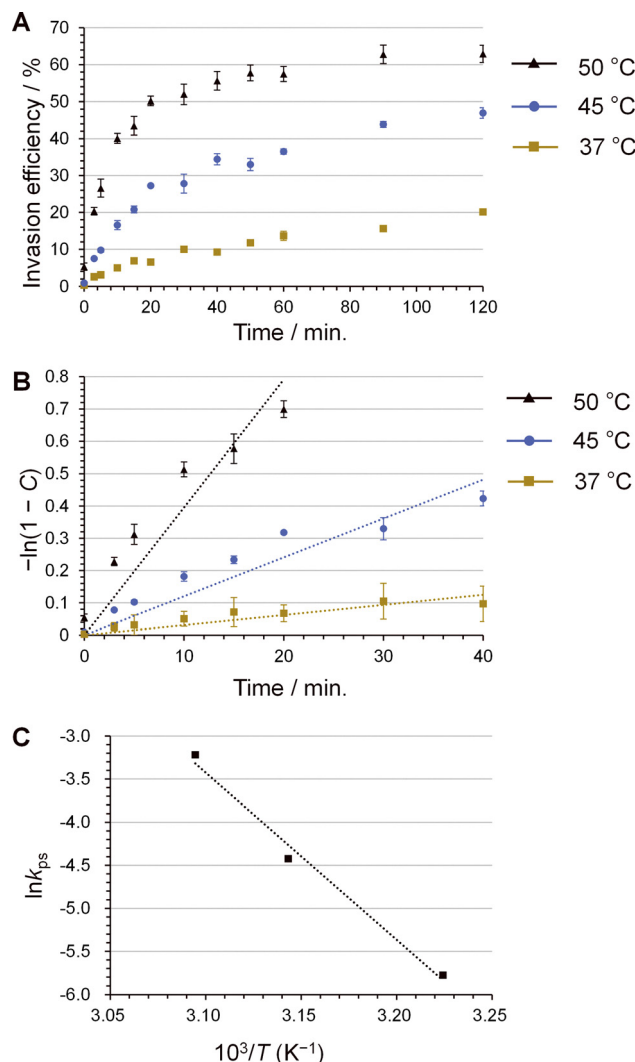 A
Invasion efficiency / %
70
60
50
40
30
20
10
0
0 20 40 60 80 100 120
Time / min.
50 °C
45 °C
37 °C
B
−ln(1 − C)
0.8
0.7
0.6
0.5
0.4
0.3
0.2
0.1
0
0 10 20 30 40
Time / min.
50 °C
45 °C
37 °C
C
lnkps
-3.0
-3.5
-4.0
-4.5
-5.0
-5.5
-6.0
3.05 3.10 3.15 3.20 3.25
10³/T (K⁻¹)